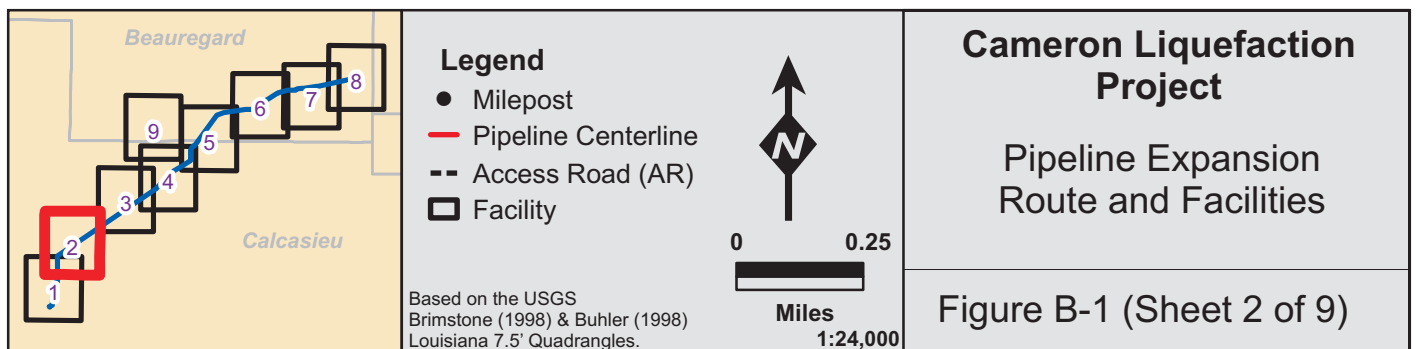 Beauregard
8
7
6
9
5
4
3
Calcasieu
2
1
Legend
Milepost
Pipeline Centerline
Access Road (AR)
Facility
Based on the USGS
Brimstone (1998) & Buhler (1998)
Louisiana 7.5' Quadrangles.
N
0 0.25
Miles
1:24,000
Cameron Liquefaction
Project
Pipeline Expansion
Route and Facilities
Figure B-1 (Sheet 2 of 9)